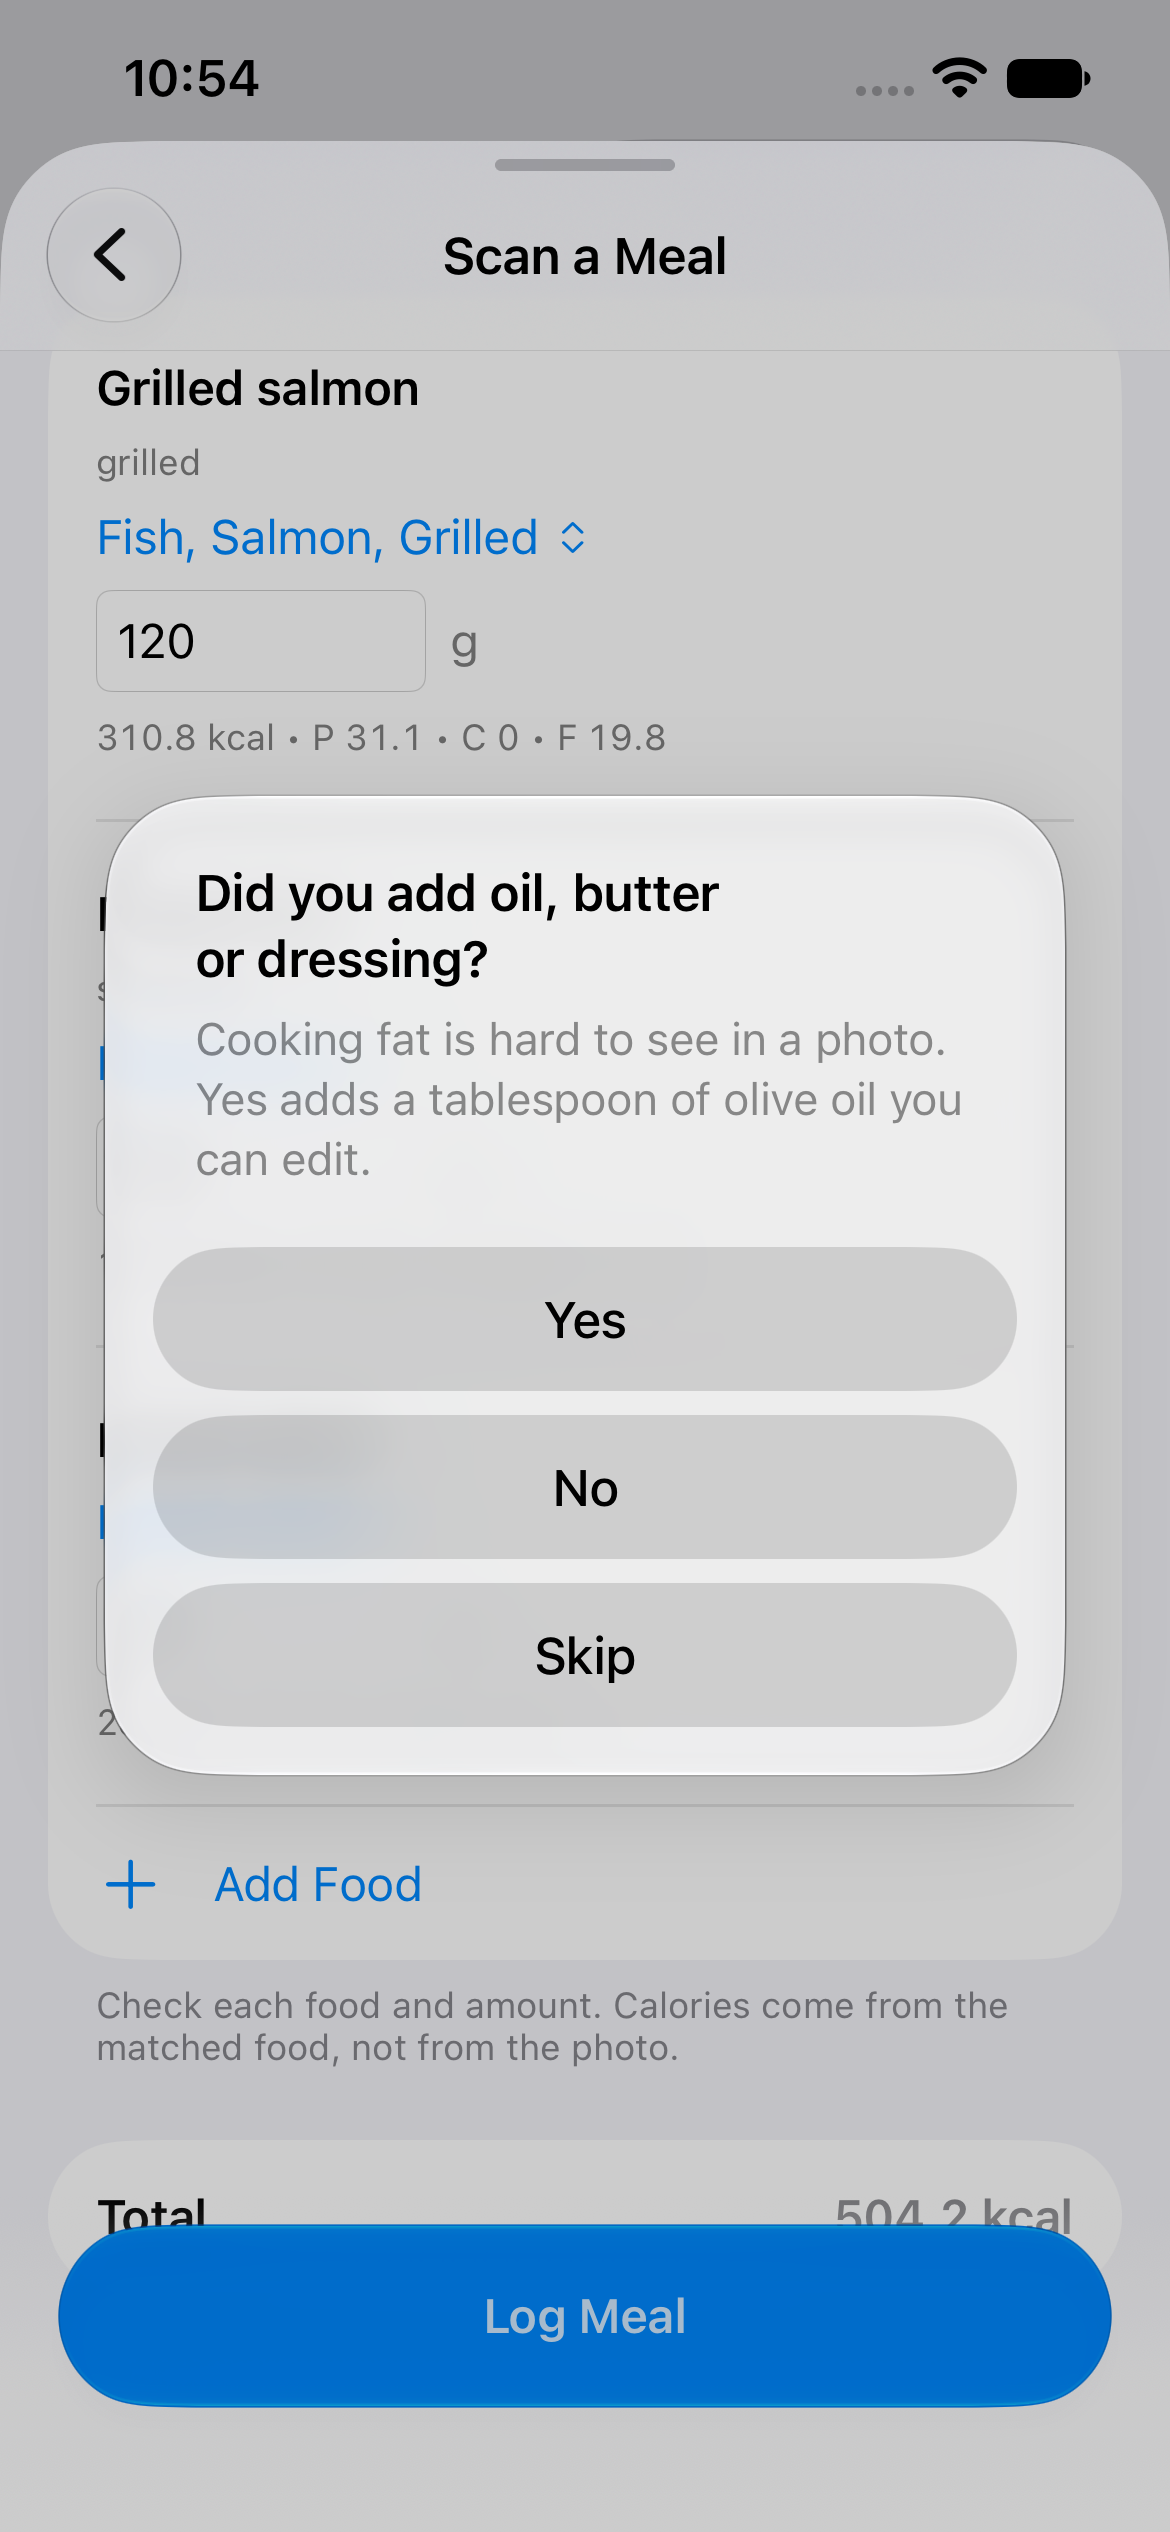 10:54
Scan a Meal
Grilled salmon
grilled
Fish, Salmon, Grilled
120 g
310.8 kcal • P 31.1 • C 0 • F 19.8
Did you add oil, butter
or dressing?
Cooking fat is hard to see in a photo.
Yes adds a tablespoon of olive oil you
can edit.
Yes
No
Skip
Add Food
Check each food and amount. Calories come from the
matched food, not from the photo.
Total 504.2 kcal
Log Meal